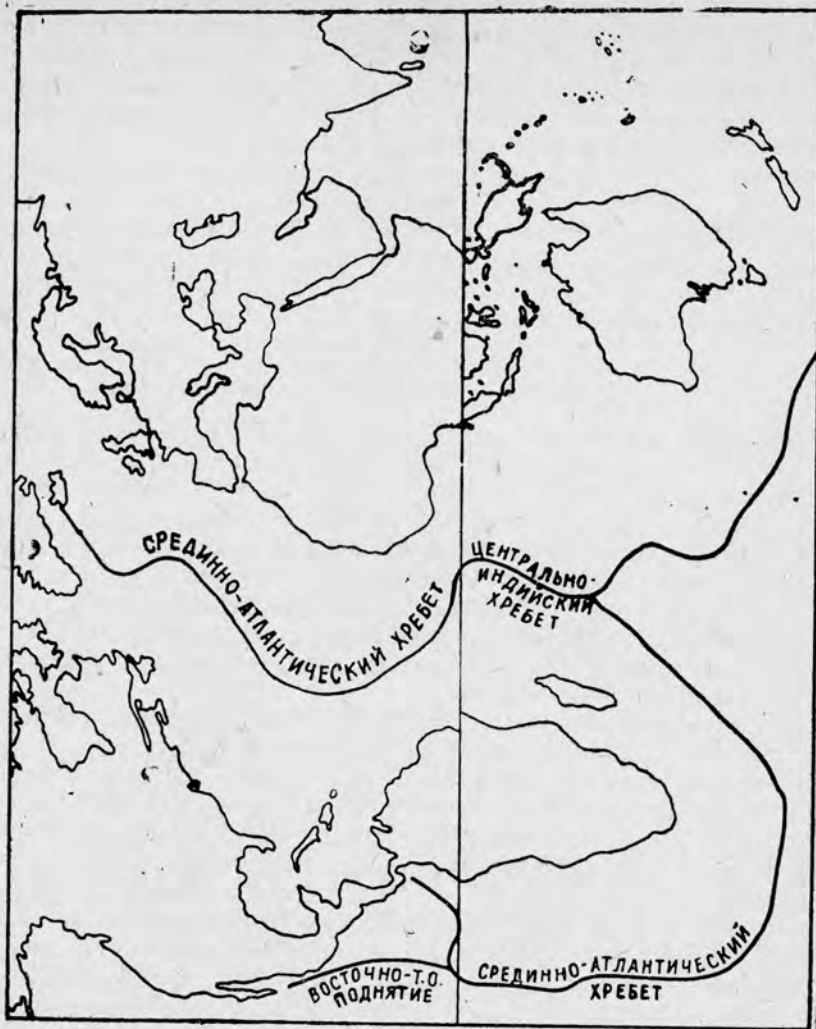 СРЕДИННО-АТЛАНТИЧЕСКИЙ ХРЕБЕТ
ЦЕНТРАЛЬНО-
ИНДИЙСКИЙ
ХРЕБЕТ
ВОСТОЧНО-Т.О.
ПОДНЯТИЕ
СРЕДИННО-АТЛАНТИЧЕСКИЙ
ХРЕБЕТ